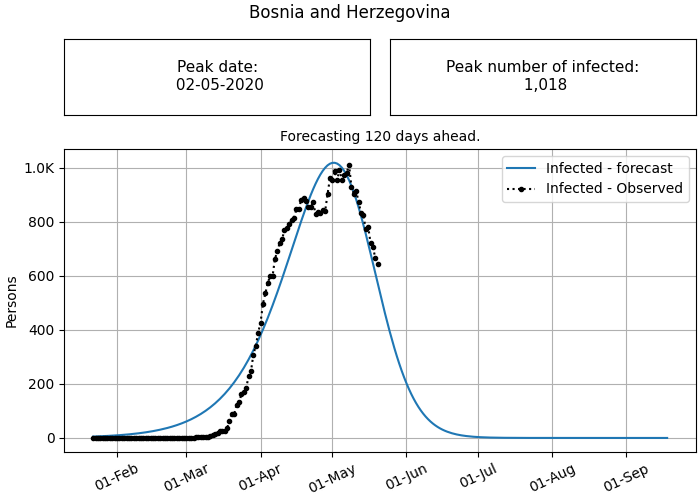 Bosnia and Herzegovina
Peak date:
02-05-2020
Peak number of infected:
1,018
Forecasting 120 days ahead.
Infected - forecast
Infected - Observed
Persons
1.0K
800
600
400
200
0
01-Feb
01-Mar
01-Apr
01-May
01-Jun
01-Jul
01-Aug
01-Sep